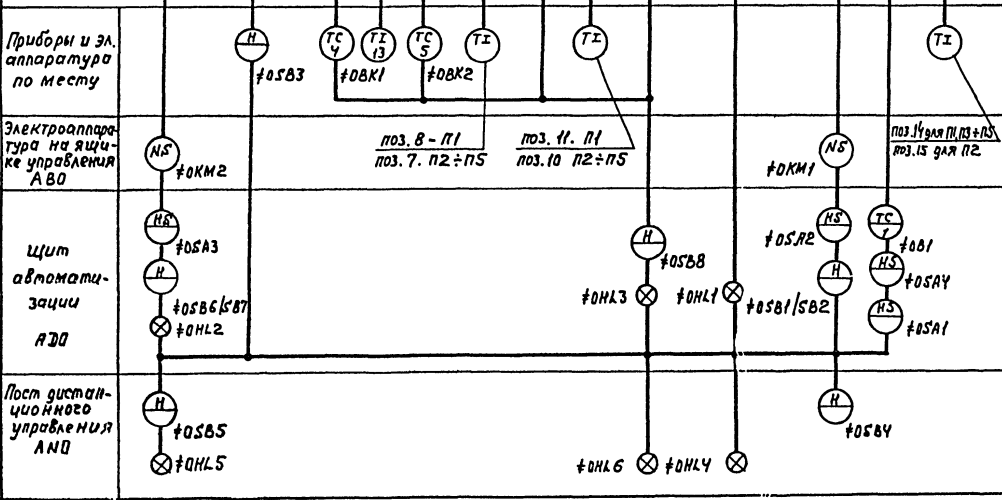 Приборы и эл.
аппаратура
по месту
H
≠0SB3
TC
4
≠0BK1
TI
13
TC
5
≠0BK2
TI
поз. 8 - П1
поз. 7. П2÷П5
TI
поз. 11. П1
поз. 10 П2÷П5
TI
поз.14 для П1,П3÷П5
поз.15 для П2
Электроаппара-
тура на ящи-
ке управления
АВО
NS
≠0KM2
NS
≠0KM1
Щит
автомати-
зации
АДО
HS
≠0SA3
H
≠0SB6/SB7
≠0HL2
H
≠0SB8
≠0HL3
≠0HL1
HS
≠0SA2
H
≠0SB1/SB2
TC
1
≠0B1
HS
≠0SA4
HS
≠0SA1
Пост дистан-
ционного
управления
ANO
H
≠0SB5
≠0HL5
≠0HL6
≠0HL4
H
≠0SB4